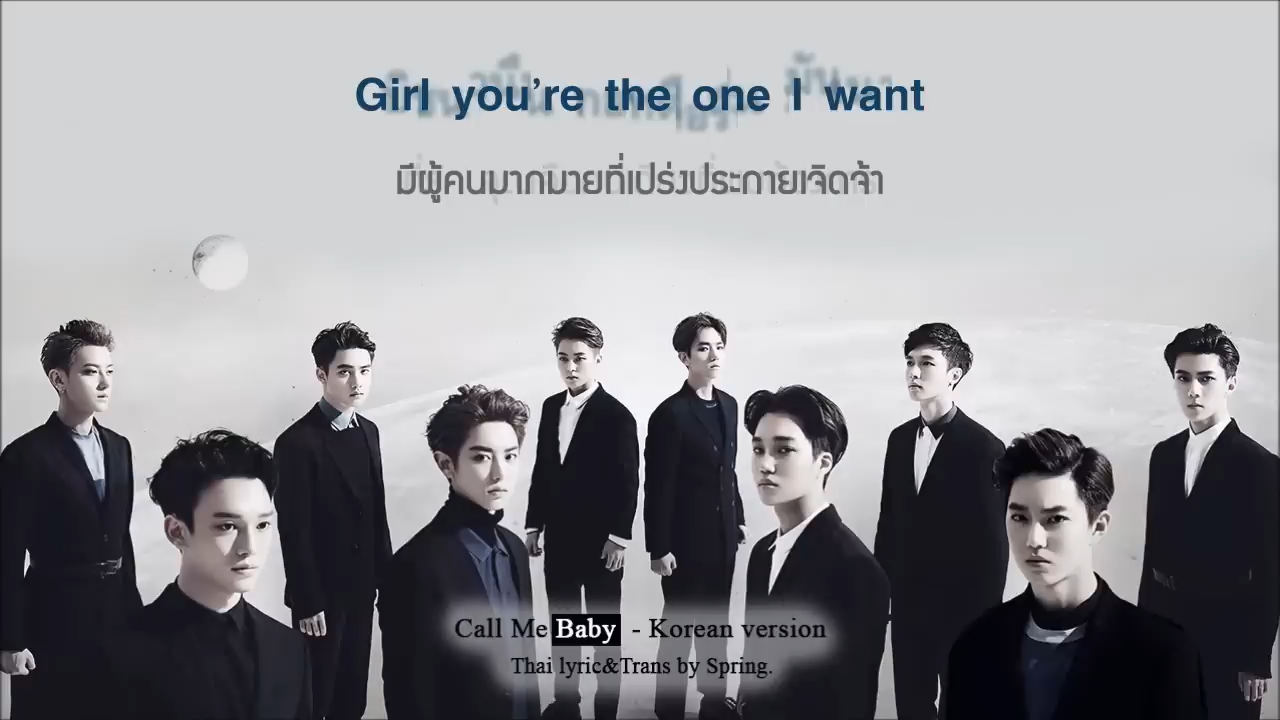 Girl you're the one I want
มีผู้คนมากมายที่เปร่งประกายเจิดจ้า
Call Me Baby - Korean version
Thai lyric&Trans by Spring.